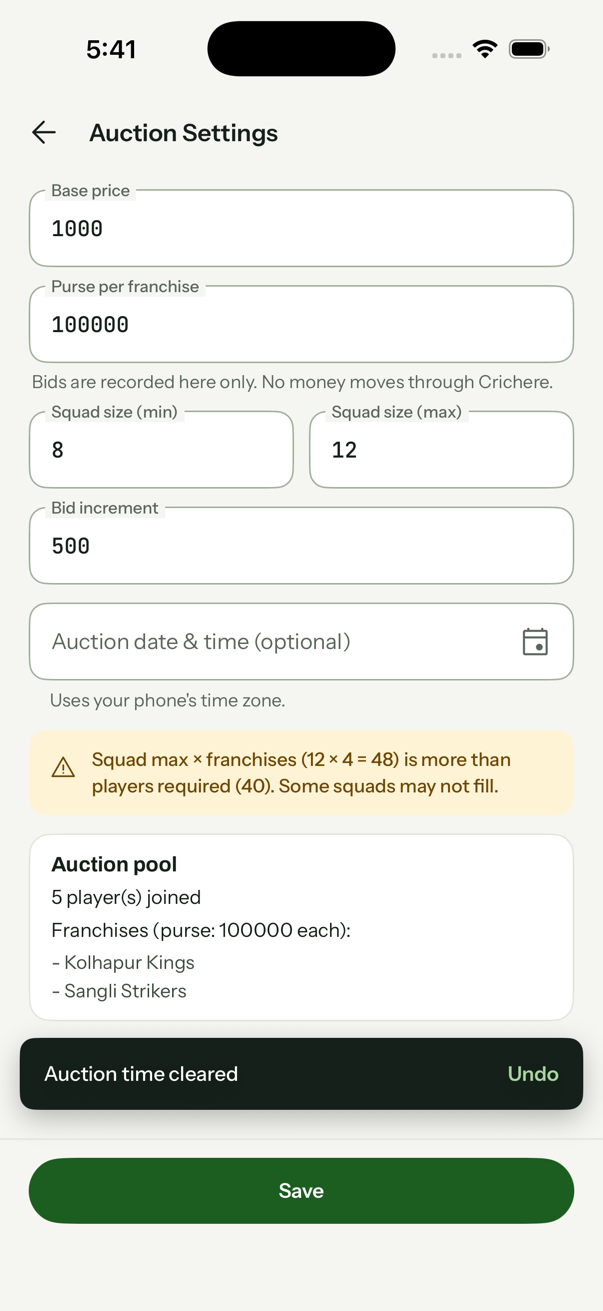 5:41
Auction Settings
Base price
1000
Purse per franchise
100000
Bids are recorded here only. No money moves through Crichere.
Squad size (min)
8
Squad size (max)
12
Bid increment
500
Auction date & time (optional)
Uses your phone's time zone.
Squad max × franchises (12 × 4 = 48) is more than
players required (40). Some squads may not fill.
Auction pool
5 player(s) joined
Franchises (purse: 100000 each):
- Kolhapur Kings
- Sangli Strikers
Auction time cleared
Undo
Save